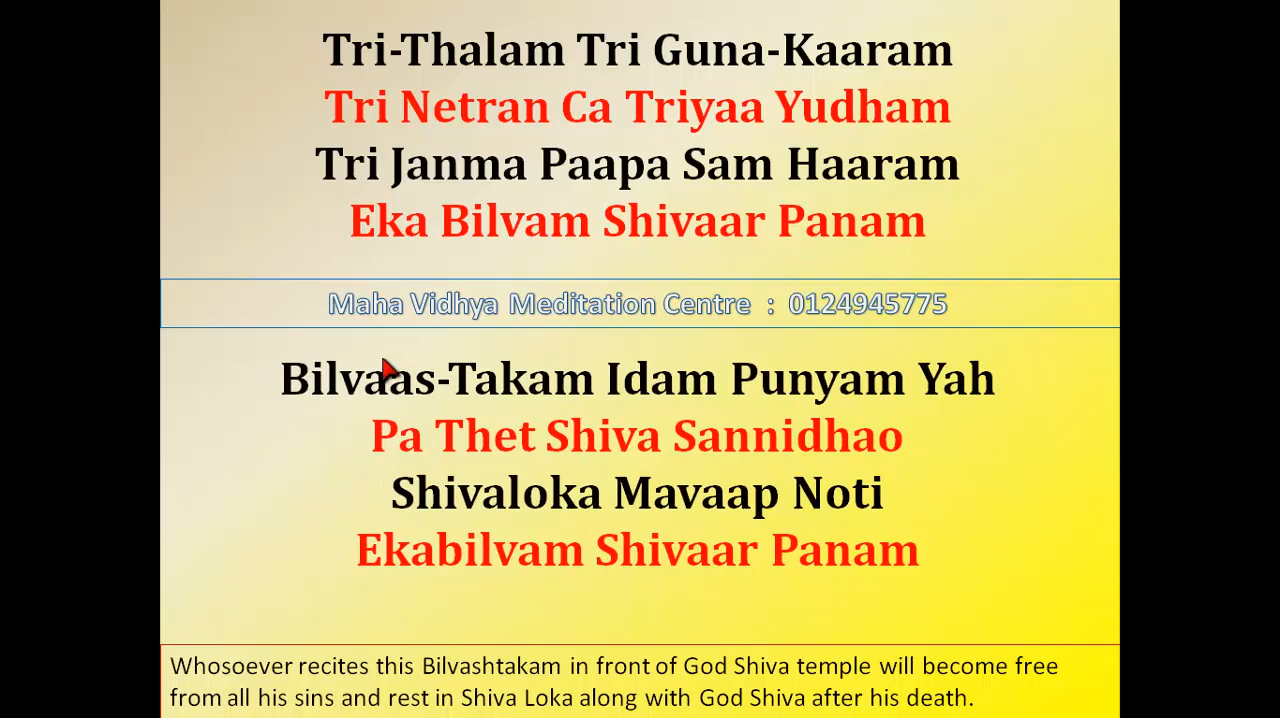 Tri-Thalam Tri Guna-Kaaram
Tri Netran Ca Triyaa Yudham
Tri Janma Paapa Sam Haaram
Eka Bilvam Shivaar Panam
Maha Vidhya Meditation Centre : 0124945775
Bilvaas-Takam Idam Punyam Yah
Pa Thet Shiva Sannidhao
Shivaloka Mavaap Noti
Ekabilvam Shivaar Panam
Whosoever recites this Bilvashtakam in front of God Shiva temple will become free
from all his sins and rest in Shiva Loka along with God Shiva after his death.